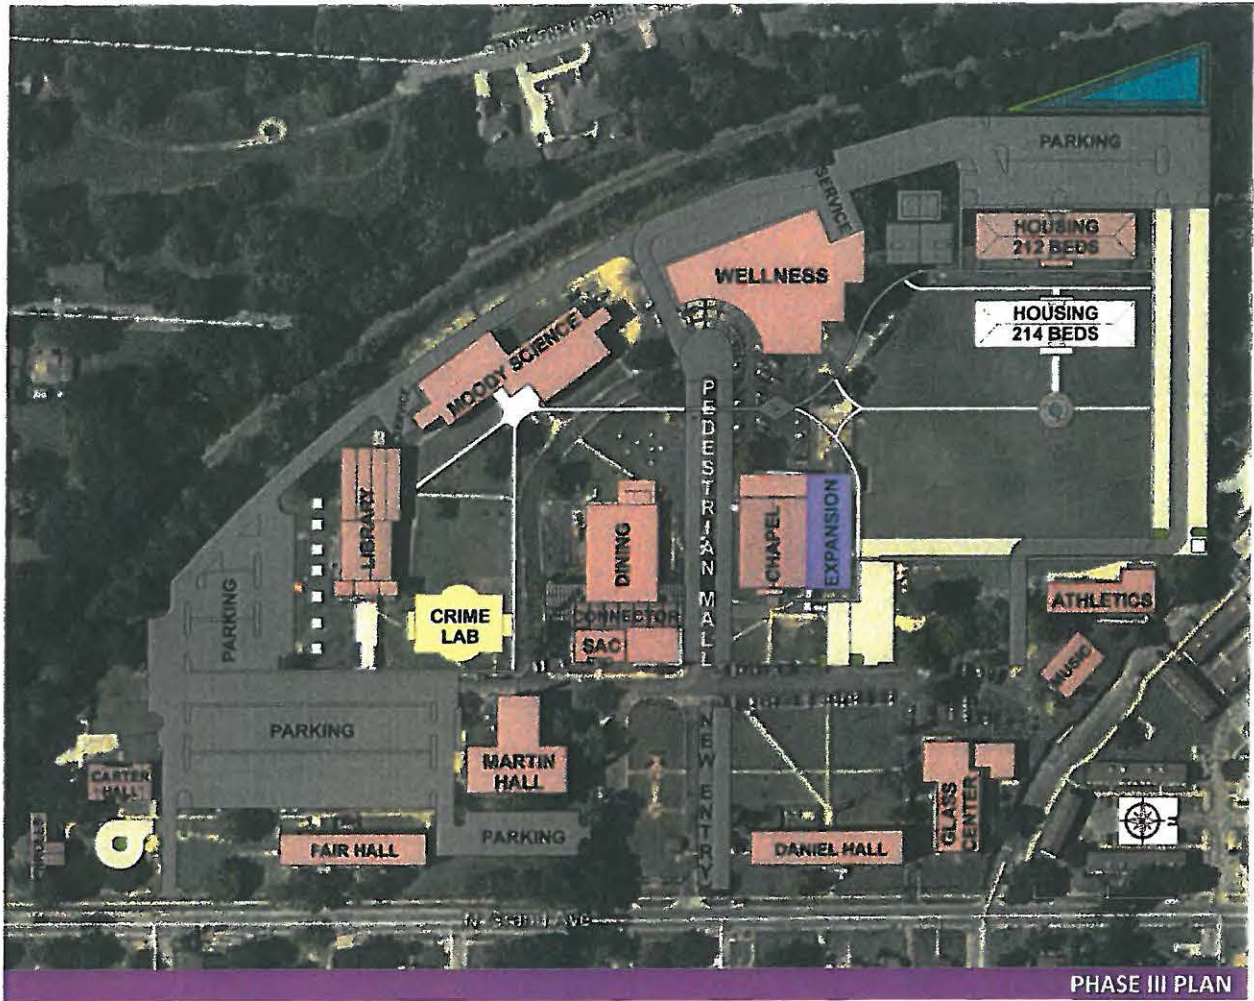 PARKING
SERVICE
HOUSING
212 BEDS
WELLNESS
HOUSING
214 BEDS
MOODY SCIENCE
PEDESTRIAN MALL
LIBRARY
DINING
CHAPEL
EXPANSION
PARKING
CRIME
LAB
CONNECTOR
SAC
ATHLETICS
MUSIC
PARKING
MARTIN
HALL
NEW ENTRY
CARTER
HALL
GLASS
CENTER
PARKING
FAIR HALL
DANIEL HALL
PHASE III PLAN